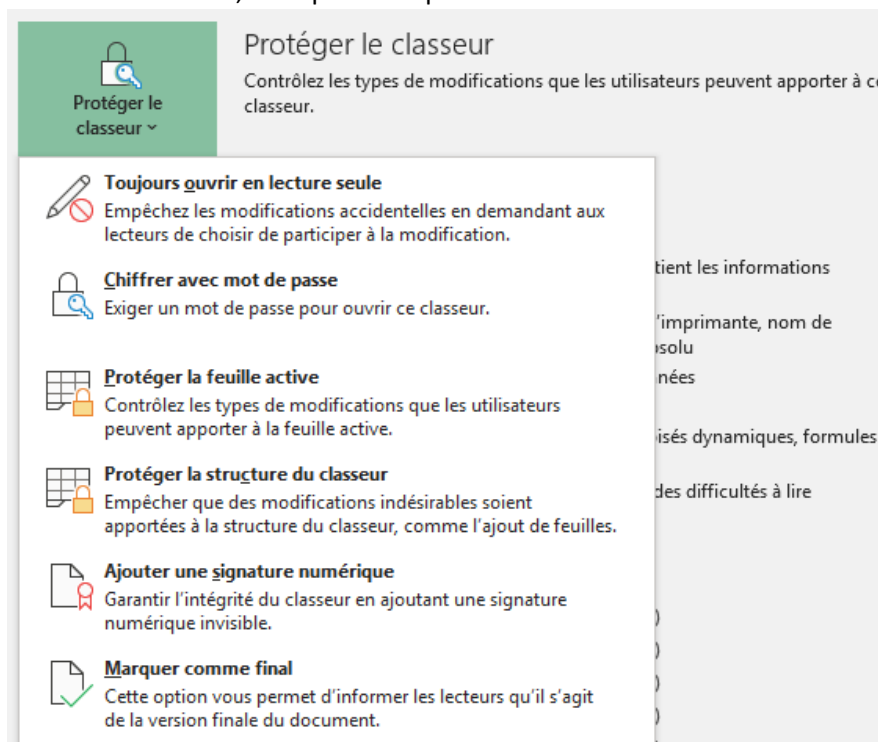 Protéger le classeur
Contrôlez les types de modifications que les utilisateurs peuvent apporter à
classeur.
Protéger le
classeur
Toujours ouvrir en lecture seule
Empêchez les modifications accidentelles en demandant aux
lecteurs de choisir de participer à la modification.
Chiffrer avec mot de passe
Exiger un mot de passe pour ouvrir ce classeur.
Protéger la feuille active
Contrôlez les types de modifications que les utilisateurs
peuvent apporter à la feuille active.
Protéger la structure du classeur
Empêcher que des modifications indésirables soient
apportées à la structure du classeur, comme l'ajout de feuilles.
Ajouter une signature numérique
Garantir l'intégrité du classeur en ajoutant une signature
numérique invisible.
Marquer comme final
Cette option vous permet d'informer les lecteurs qu'il s'agit
de la version finale du document.
tient les informations
'imprimante, nom de
solu
nées
isés dynamiques, formules
des difficultés à lire
)
)
)
)